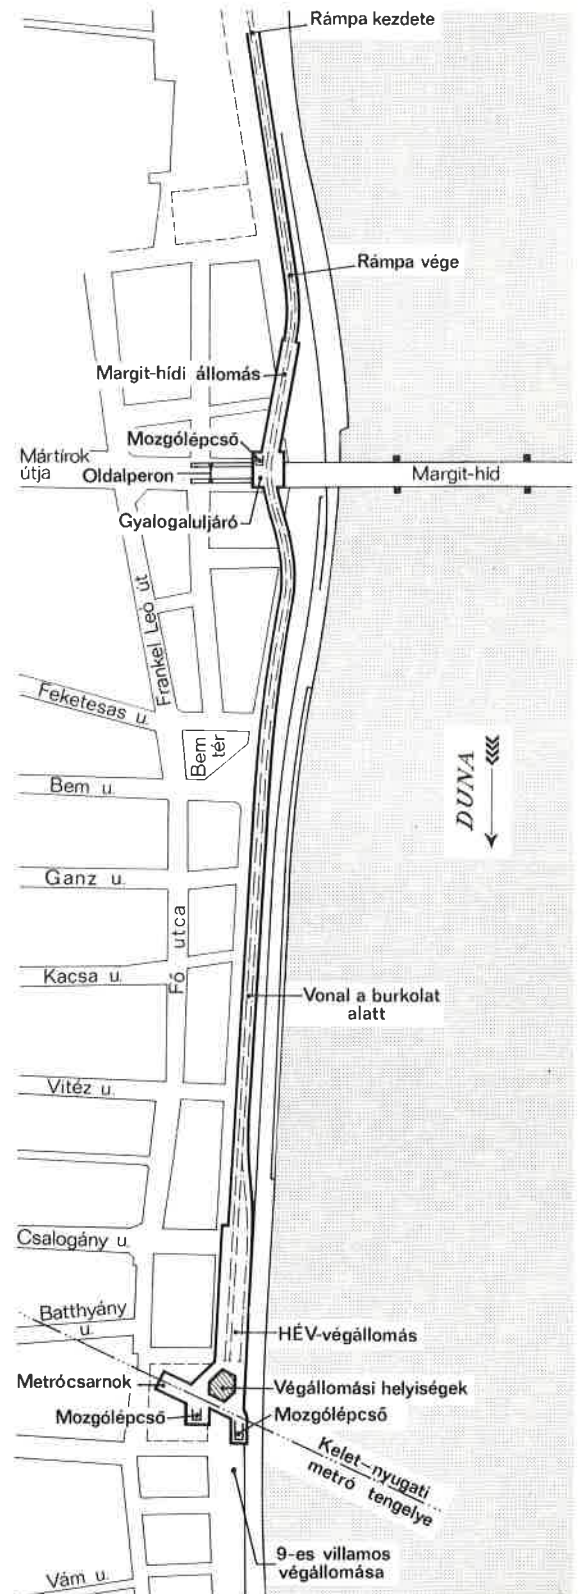 Rámpa kezdete
Rámpa vége
Margit-hídi állomás
Mozgólépcső
Mártírok
útja
Oldalperon
Margit-híd
Gyalogaluljáró
Frankel Leó út
Feketesas u.
Bem
tér
Bem u.
DUNA
Ganz u.
Fő utca
Kacsa u.
Vonal a burkolat
alatt
Vitéz u.
Csalogány u.
Batthyány
u.
HÉV-végállomás
Metrócsarnok
Végállomási helyiségek
Mozgólépcső
Mozgólépcső
Kelet-nyugati
metró tengelye
9-es villamos
végállomása
Vám u.